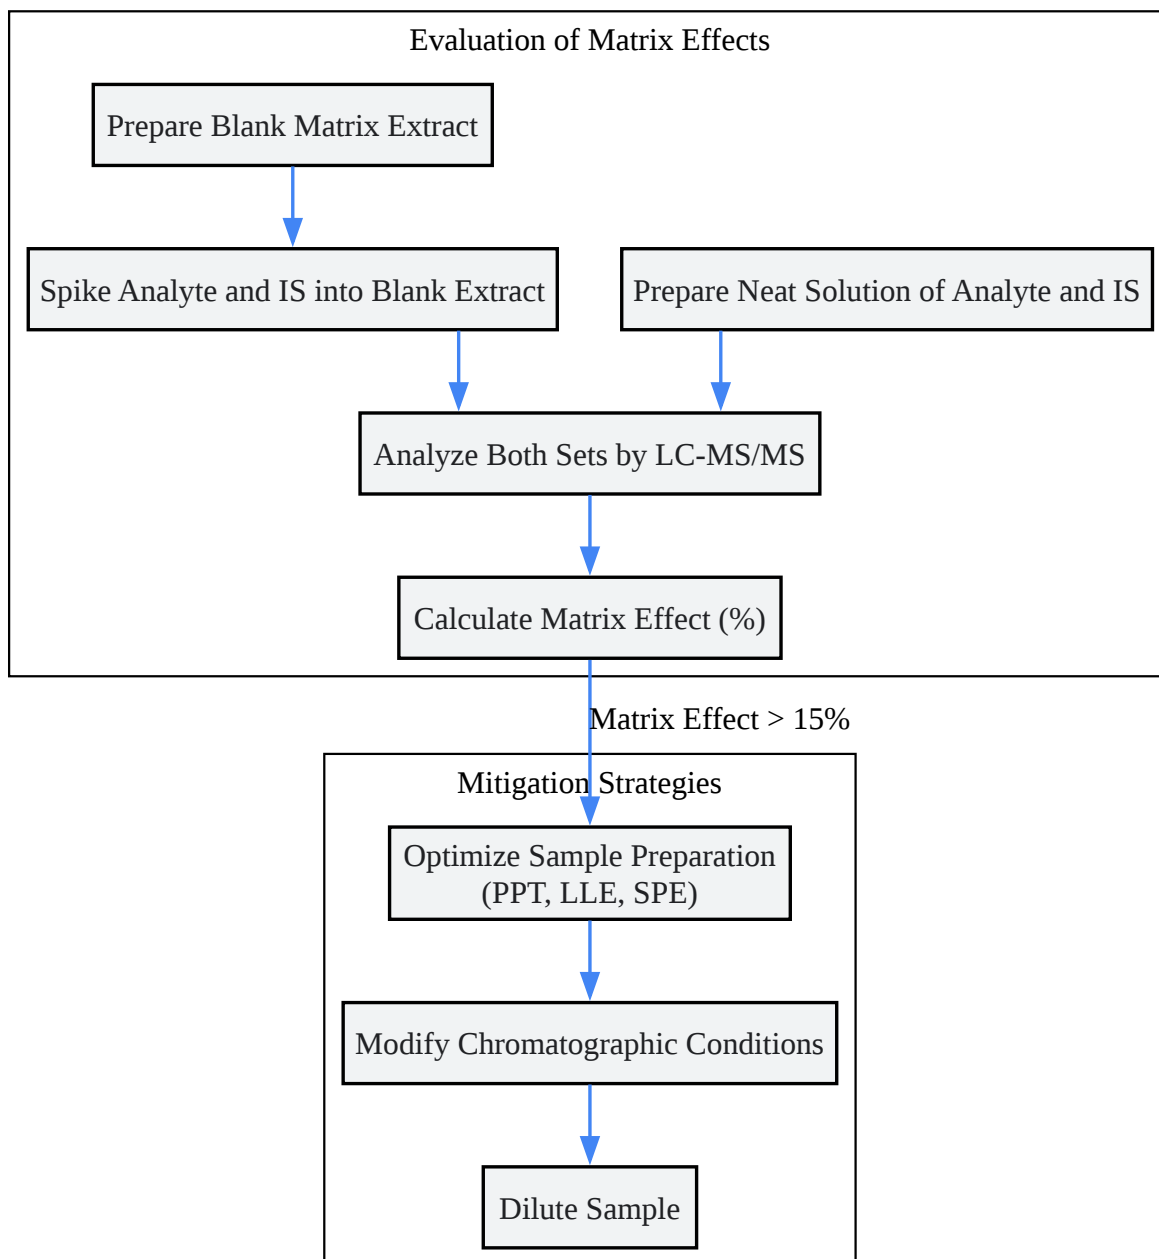 Evaluation of Matrix Effects
Prepare Blank Matrix Extract
Spike Analyte and IS into Blank Extract
Prepare Neat Solution of Analyte and IS
Analyze Both Sets by LC-MS/MS
Calculate Matrix Effect (%)
Matrix Effect > 15%
Mitigation Strategies
Optimize Sample Preparation
(PPT, LLE, SPE)
Modify Chromatographic Conditions
Dilute Sample